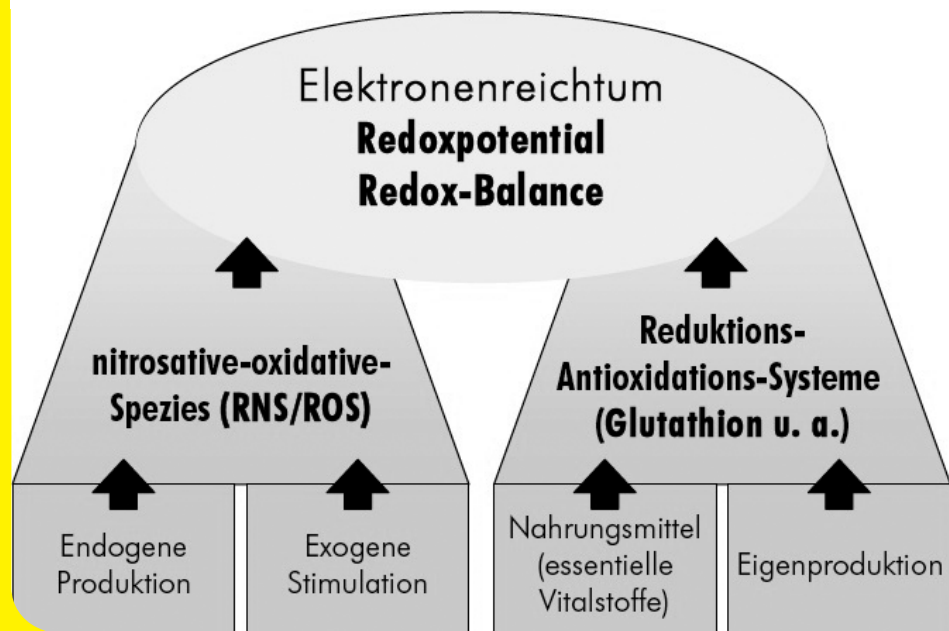 Elektronenreichtum
Redoxpotential
Redox-Balance
nitrosative-oxidative-
Spezies (RNS/ROS)
Reduktions-
Antioxidations-Systeme
(Glutathion u. a.)
Endogene
Produktion
Exogene
Stimulation
Nahrungsmittel
(essentielle
Vitalstoffe)
Eigenproduktion